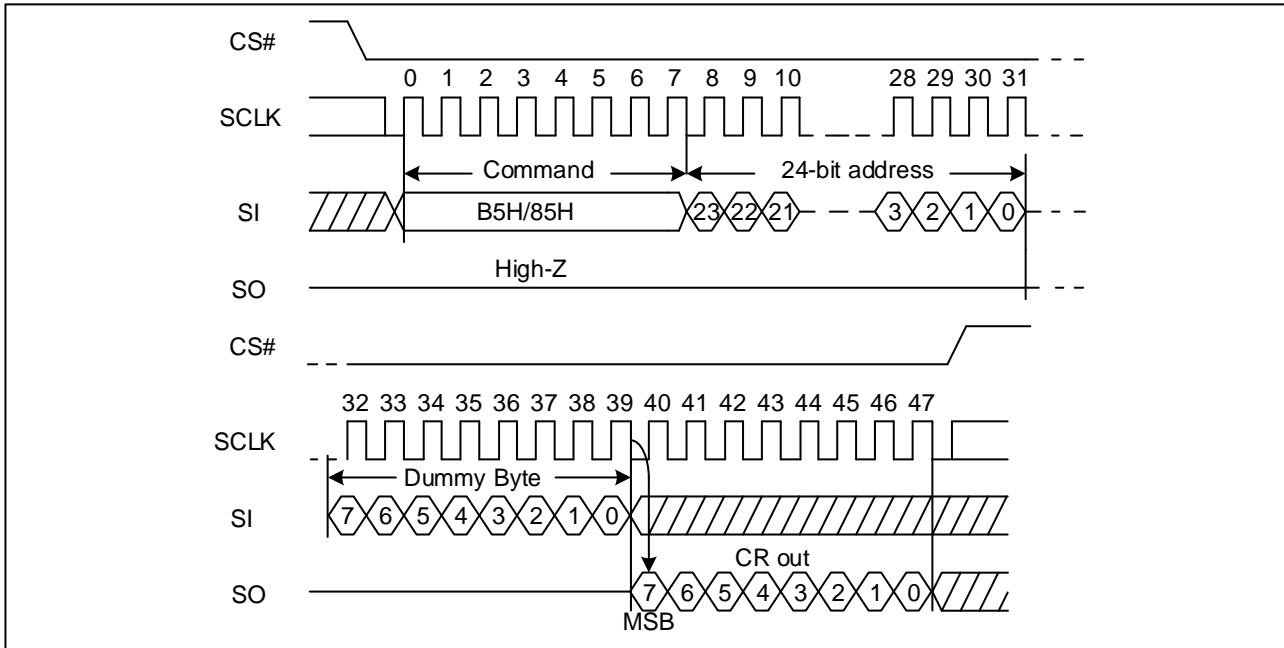 CS#
0 1 2 3 4 5 6 7 8 9 10 28 29 30 31
SCLK
Command 24-bit address
SI B5H/85H 23 22 21 3 2 1 0
High-Z
SO
CS#
32 33 34 35 36 37 38 39 40 41 42 43 44 45 46 47
SCLK
Dummy Byte
SI 7 6 5 4 3 2 1 0
CR out
SO 7 6 5 4 3 2 1 0
MSB